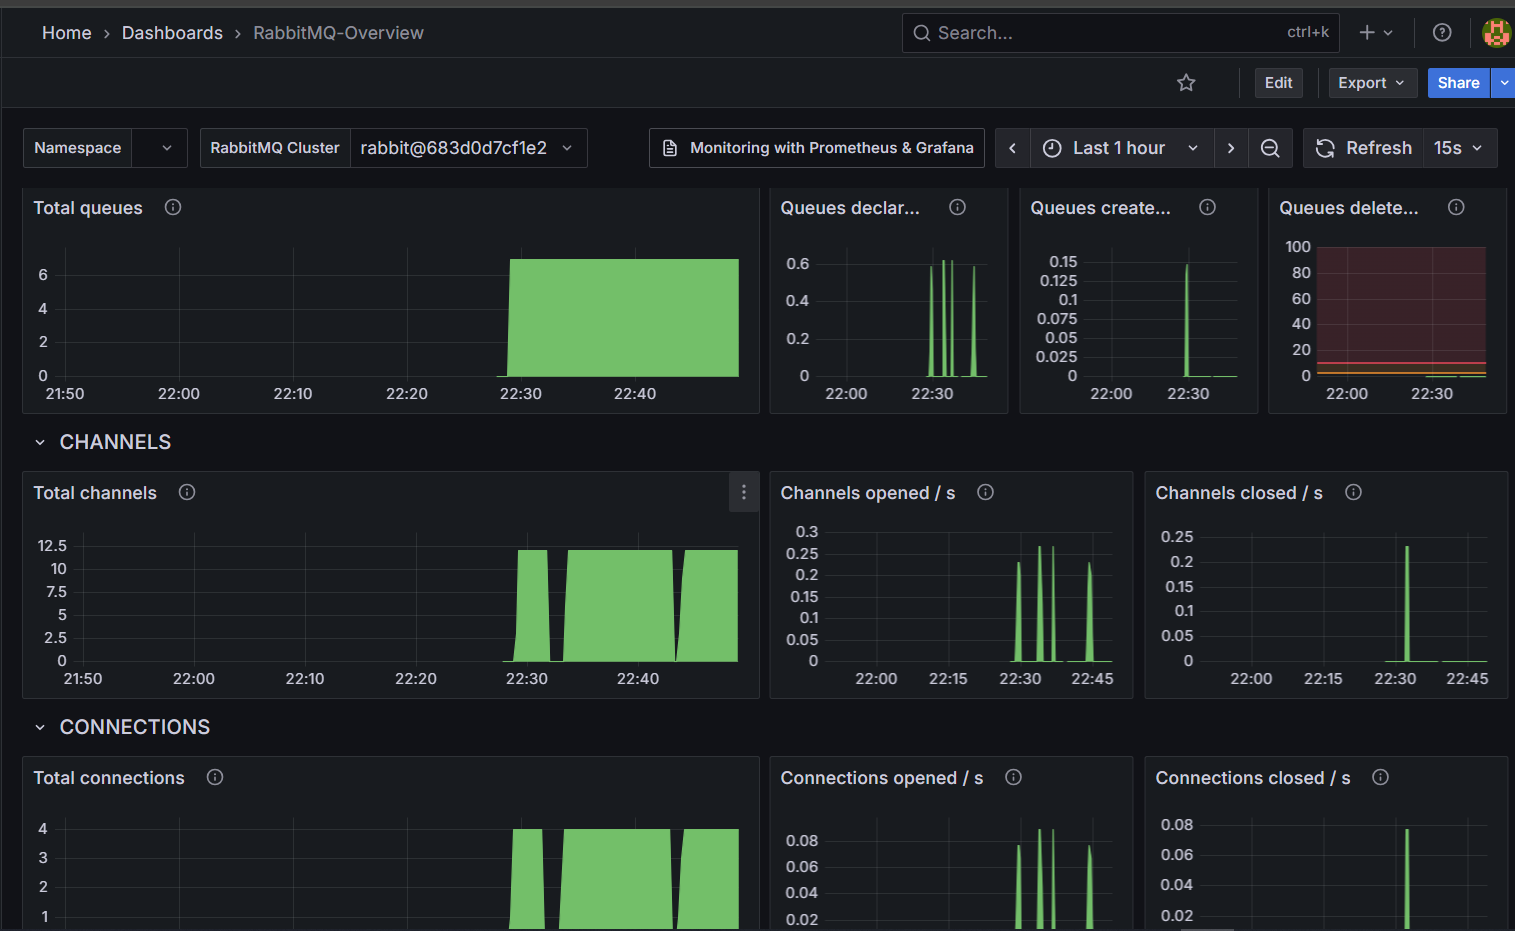 Home › Dashboards › RabbitMQ-Overview Search... ctrl+k
Edit Export Share
Namespace RabbitMQ Cluster rabbit@683d0d7cf1e2 Monitoring with Prometheus & Grafana Last 1 hour Refresh 15s
Total queues
6
4
2
0
21:50 22:00 22:10 22:20 22:30 22:40
Queues declar...
0.6
0.4
0.2
0
22:00 22:30
Queues create...
0.15
0.125
0.1
0.075
0.05
0.025
0
22:00 22:30
Queues delete...
100
80
60
40
20
0
22:00 22:30
CHANNELS
Total channels
12.5
10
7.5
5
2.5
0
21:50 22:00 22:10 22:20 22:30 22:40
Channels opened / s
0.3
0.25
0.2
0.15
0.1
0.05
0
22:00 22:15 22:30 22:45
Channels closed / s
0.25
0.2
0.15
0.1
0.05
0
22:00 22:15 22:30 22:45
CONNECTIONS
Total connections
4
3
2
1
Connections opened / s
0.08
0.06
0.04
0.02
Connections closed / s
0.08
0.06
0.04
0.02